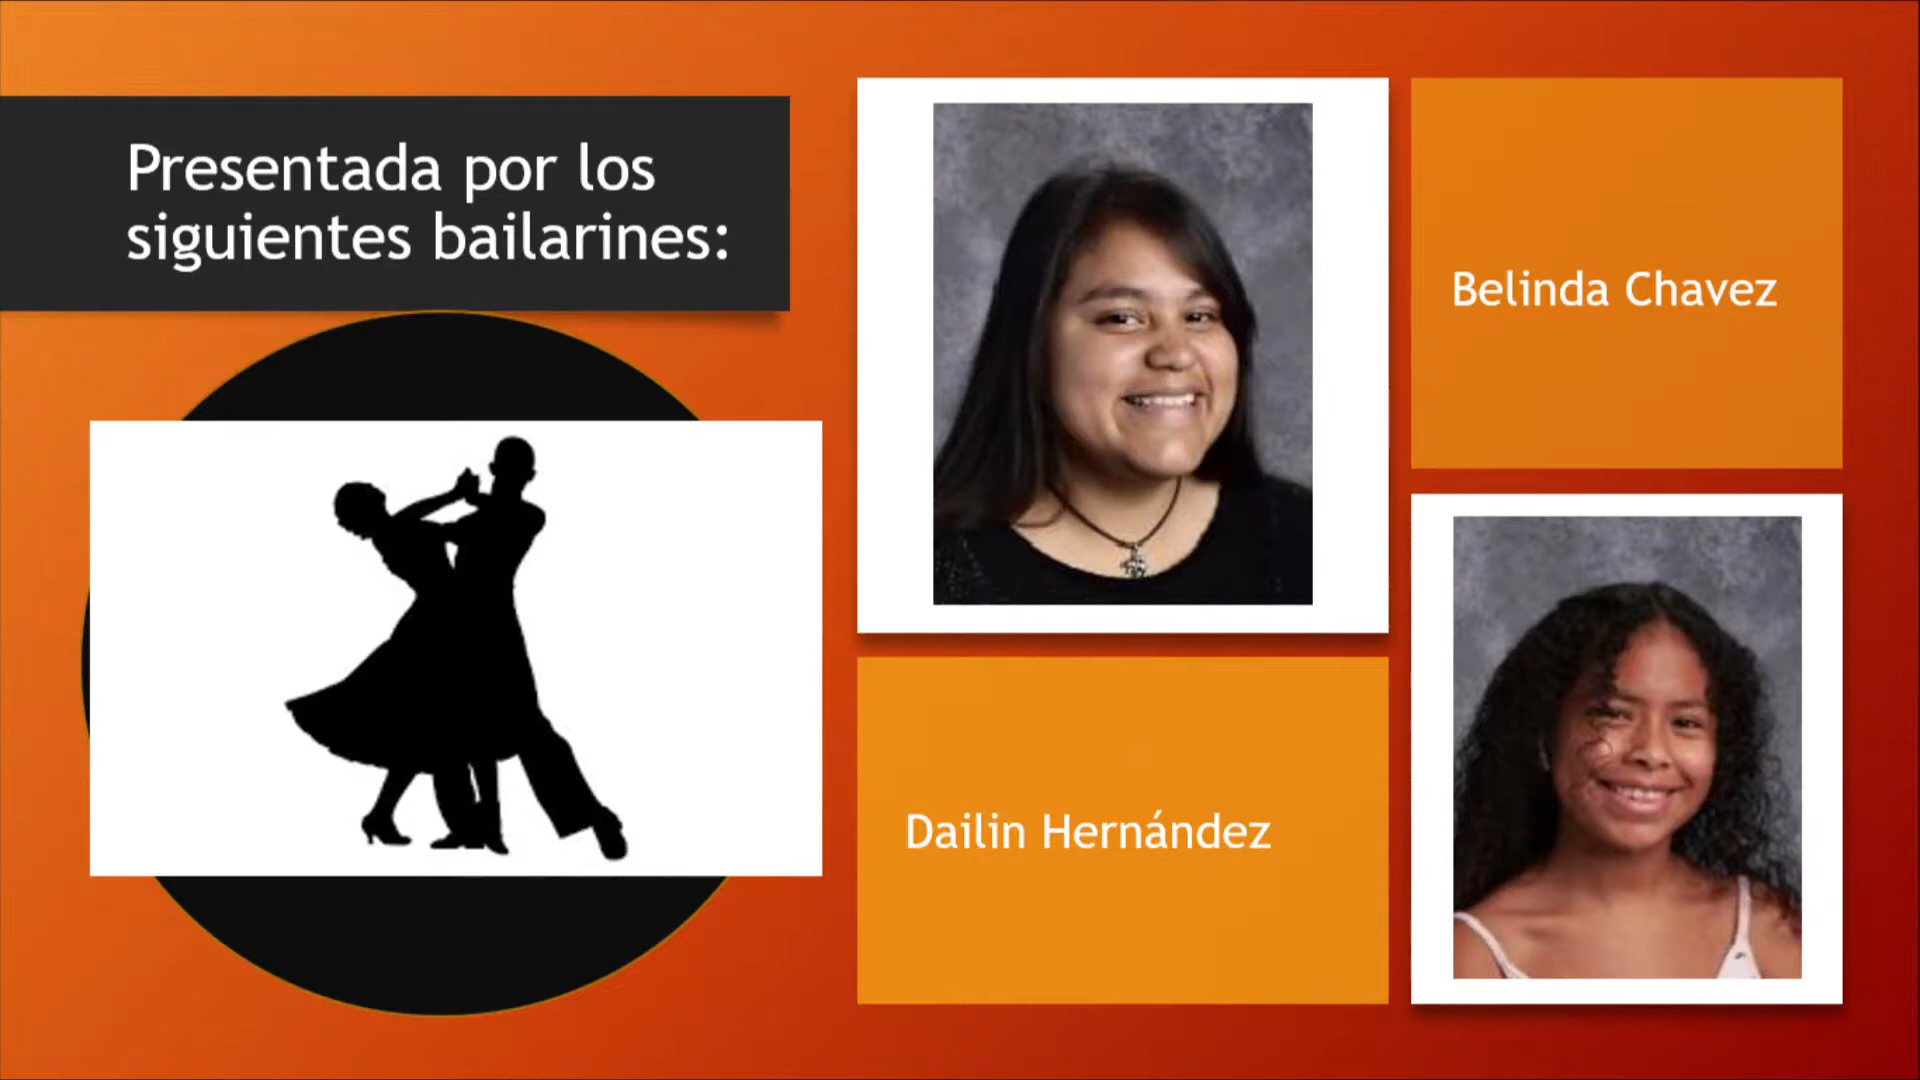 Presentada por los
siguientes bailarines:
Belinda Chavez
Dailin Hernández